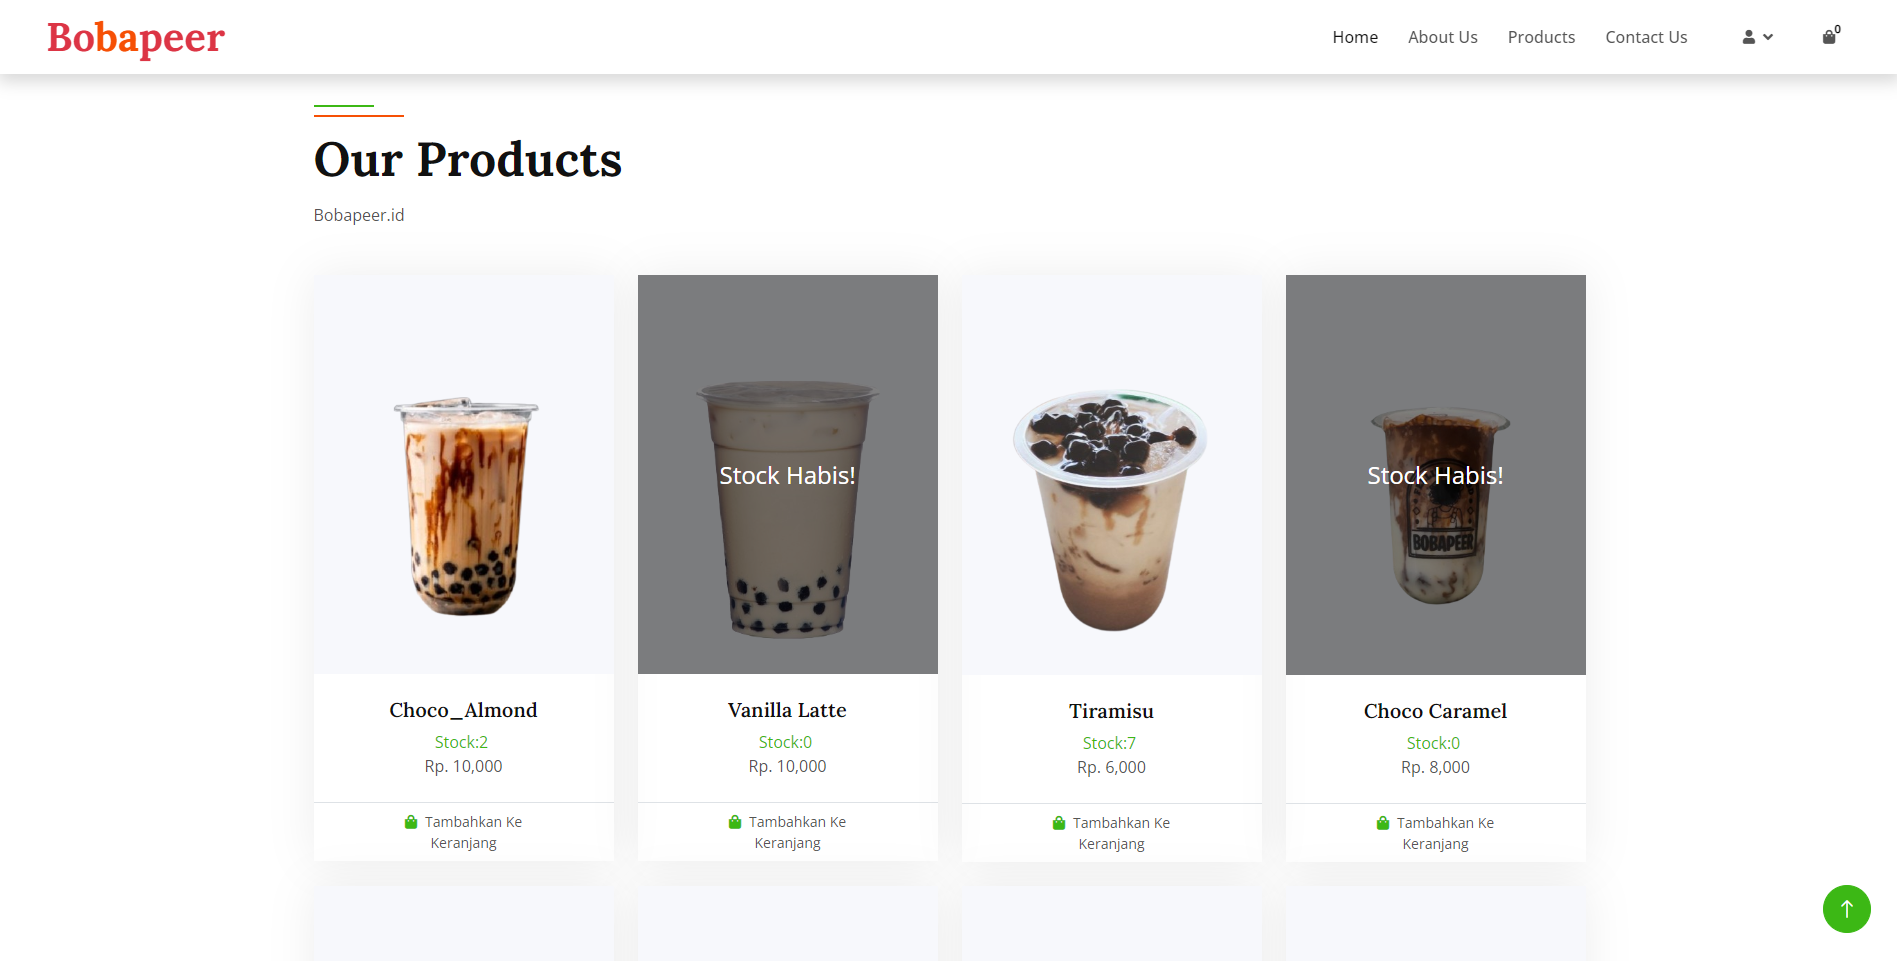 Bobapeer
Home About Us Products Contact Us 0
Our Products
Bobapeer.id
Stock Habis!
Stock Habis!
BOBAPEER
Choco_Almond
Stock:2
Rp. 10,000
Tambahkan Ke
Keranjang
Vanilla Latte
Stock:0
Rp. 10,000
Tambahkan Ke
Keranjang
Tiramisu
Stock:7
Rp. 6,000
Tambahkan Ke
Keranjang
Choco Caramel
Stock:0
Rp. 8,000
Tambahkan Ke
Keranjang